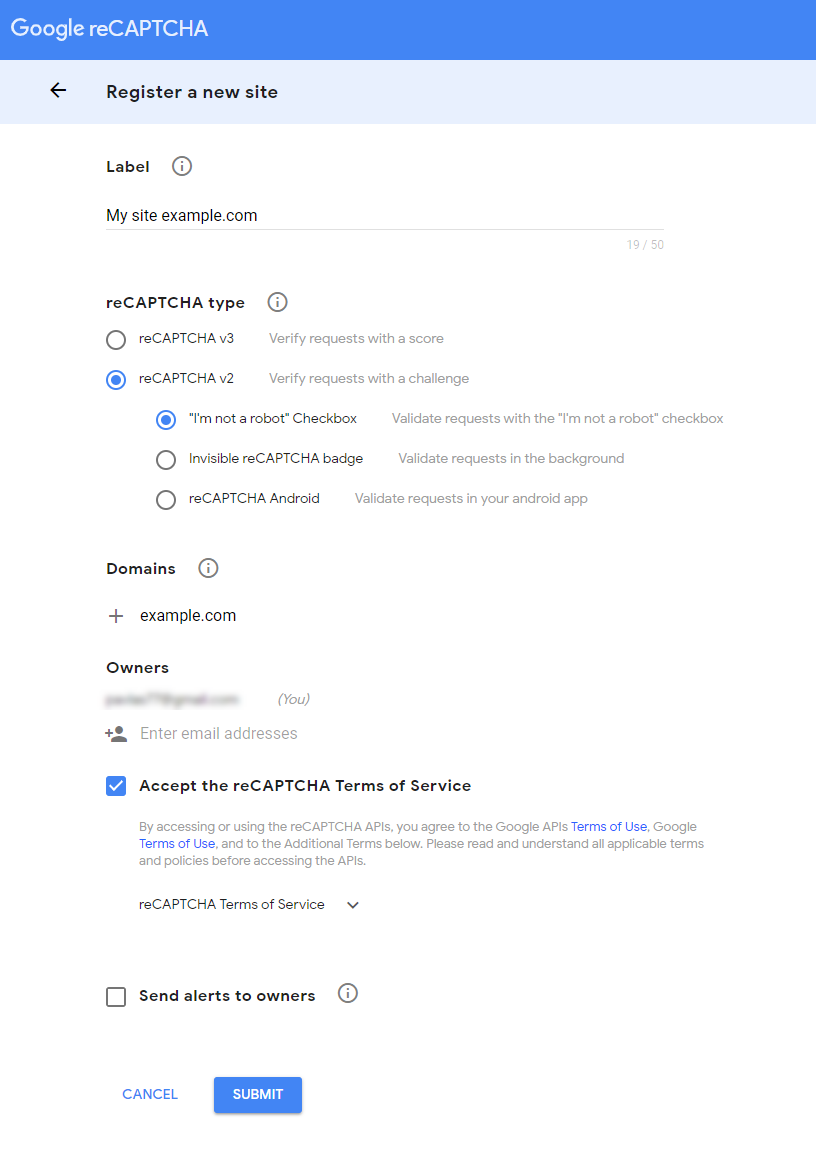 Google reCAPTCHA
Register a new site
Label
My site example.com
19 / 50
reCAPTCHA type
reCAPTCHA v3 Verify requests with a score
reCAPTCHA v2 Verify requests with a challenge
"I'm not a robot" Checkbox Validate requests with the "I'm not a robot" checkbox
Invisible reCAPTCHA badge Validate requests in the background
reCAPTCHA Android Validate requests in your android app
Domains
example.com
Owners
(You)
Enter email addresses
Accept the reCAPTCHA Terms of Service
By accessing or using the reCAPTCHA APIs, you agree to the Google APIs Terms of Use, Google
Terms of Use, and to the Additional Terms below. Please read and understand all applicable terms
and policies before accessing the APIs.
reCAPTCHA Terms of Service
Send alerts to owners
CANCEL SUBMIT